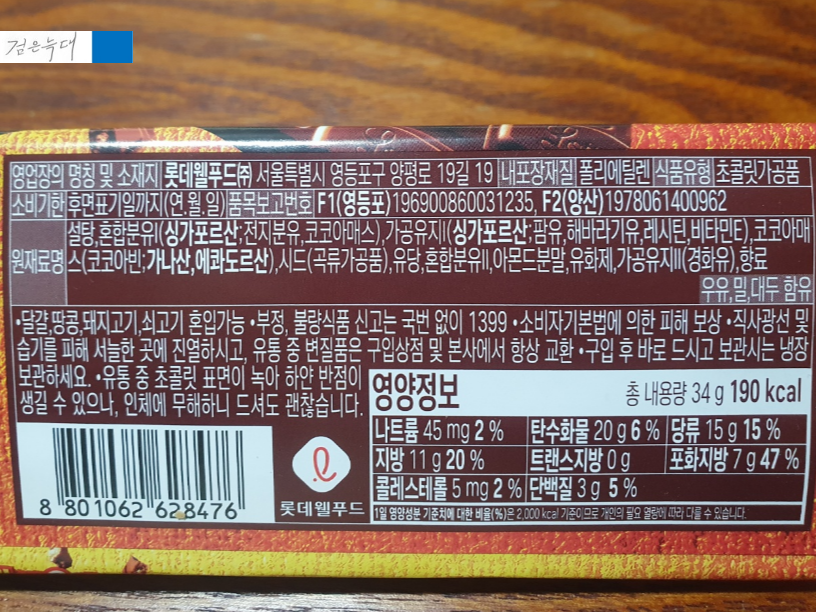 검은늑대
영업장의 명칭 및 소재지 롯데웰푸드㈜ 서울특별시 영등포구 양평로 19길 19 내포장재질 폴리에틸렌 식품유형 초콜릿가공품
소비기한 후면표기일까지(연.월.일) 품목보고번호 F1(영등포)196900860031235, F2(양산)1978061400962
원재료명 설탕,혼합분유I(싱가포르산;전지분유,코코아매스),가공유지I(싱가포르산;팜유,해바라기유,레시틴,비타민E),코코아매
스(코코아빈;가나산,에콰도르산),시드(곡류가공품),유당,혼합분유II,아몬드분말,유화제,가공유지II(경화유),향료
우유,밀,대두 함유
•달걀,땅콩,돼지고기,쇠고기 혼입가능 •부정, 불량식품 신고는 국번 없이 1399 •소비자기본법에 의한 피해 보상 •직사광선 및
습기를 피해 서늘한 곳에 진열하시고, 유통 중 변질품은 구입상점 및 본사에서 항상 교환 •구입 후 바로 드시고 보관시는 냉장
보관하세요. •유통 중 초콜릿 표면이 녹아 하얀 반점이
생길 수 있으나, 인체에 무해하니 드셔도 괜찮습니다.
영양정보 총 내용량 34 g 190 kcal
나트륨 45 mg 2 % 탄수화물 20 g 6 % 당류 15 g 15 %
지방 11 g 20 % 트랜스지방 0 g 포화지방 7 g 47 %
콜레스테롤 5 mg 2 % 단백질 3 g 5 %
1일 영양성분 기준치에 대한 비율(%)은 2,000 kcal 기준이므로 개인의 필요 열량에 따라 다를 수 있습니다.
8 801062 628476
롯데웰푸드